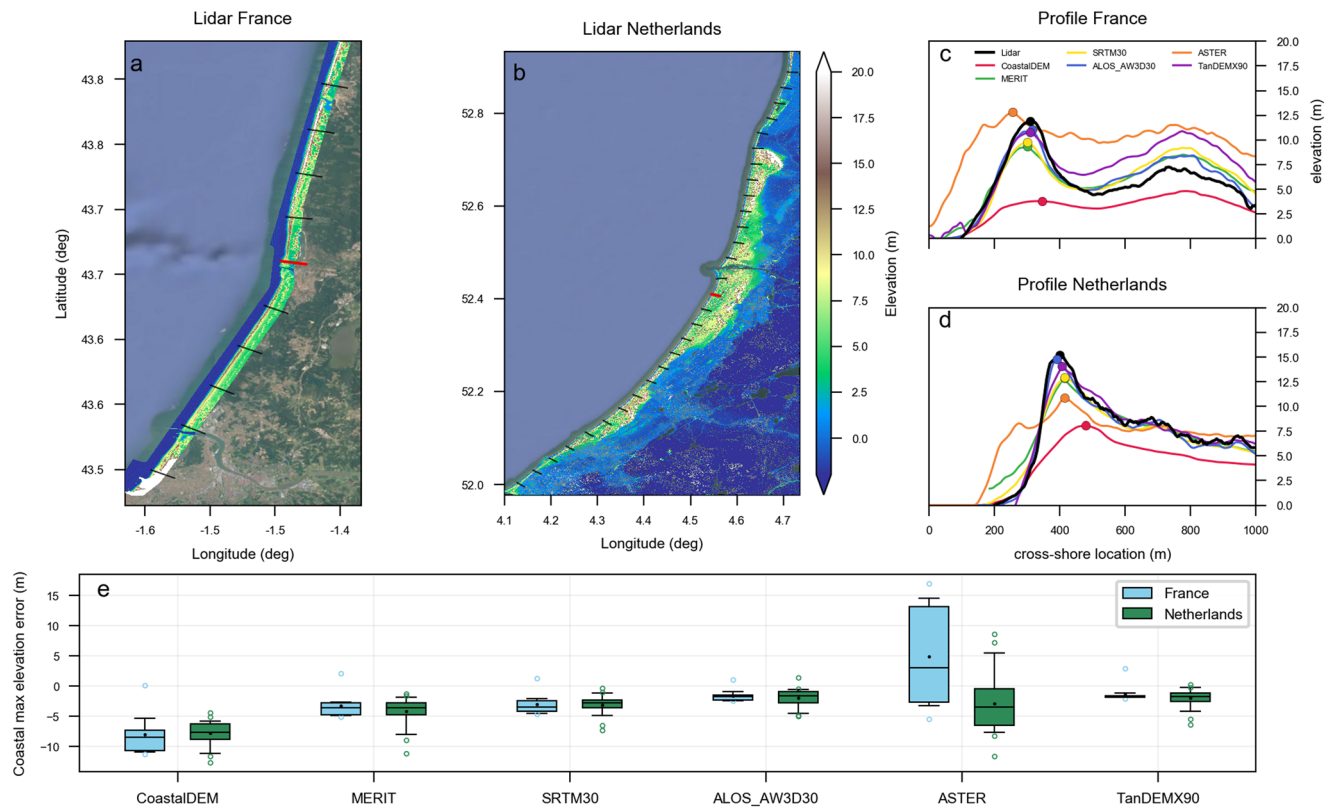 Lidar France
Lidar Netherlands
Profile France
a
43.8
43.8
43.7
43.7
43.6
43.6
43.5
Latitude (deg)
-1.6
-1.5
-1.5
-1.4
Longitude (deg)
b
52.8
52.6
52.4
52.2
52.0
4.1
4.2
4.3
4.4
4.5
4.6
4.7
Longitude (deg)
20.0
17.5
15.0
12.5
10.0
7.5
5.0
2.5
0.0
Elevation (m)
c
Lidar
CoastalDEM
MERIT
SRTM30
ALOS_AW3D30
ASTER
TanDEMX90
20.0
17.5
15.0
12.5
10.0
7.5
5.0
2.5
0.0
elevation (m)
Profile Netherlands
d
20.0
17.5
15.0
12.5
10.0
7.5
5.0
2.5
0.0
0
200
400
600
800
1000
cross-shore location (m)
e
Coastal max elevation error (m)
15
10
5
0
−5
−10
France
Netherlands
CoastalDEM
MERIT
SRTM30
ALOS_AW3D30
ASTER
TanDEMX90